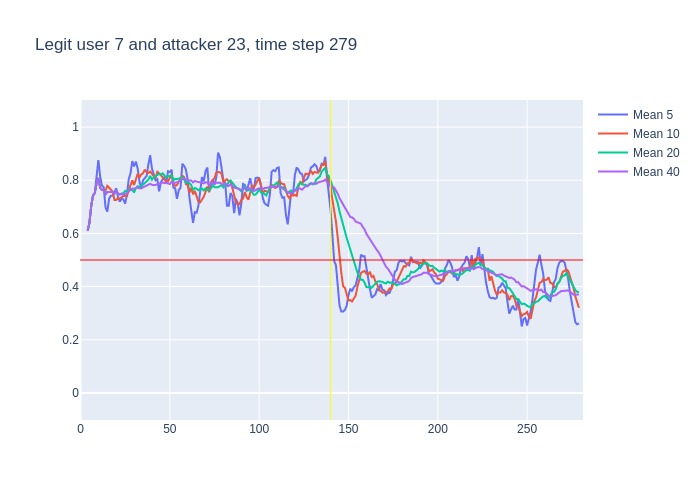 Legit user 7 and attacker 23, time step 279
Mean 5
Mean 10
Mean 20
Mean 40
1
0.8
0.6
0.4
0.2
0
0 50 100 150 200 250